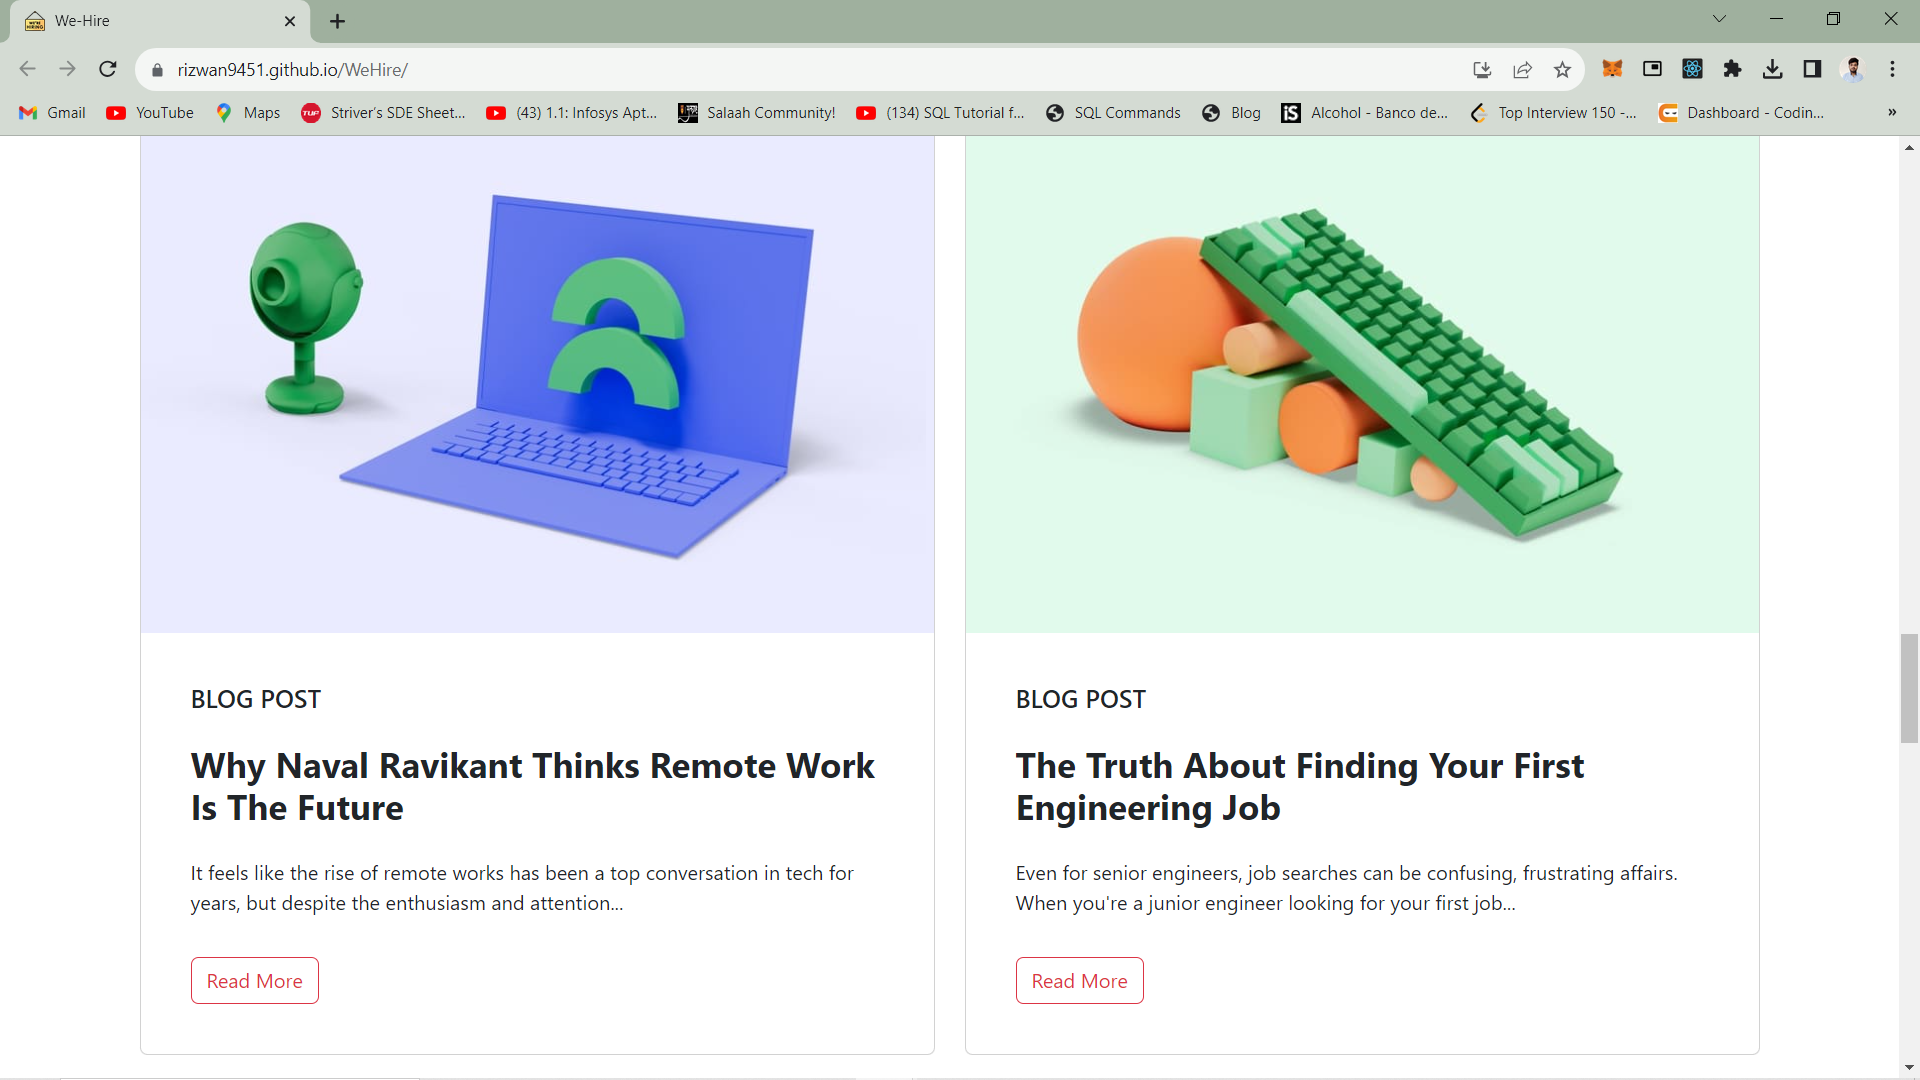 We-Hire
rizwan9451.github.io/WeHire/
Gmail
YouTube
Maps
Striver's SDE Sheet...
(43) 1.1: Infosys Apt...
Salaah Community!
(134) SQL Tutorial f...
SQL Commands
Blog
Alcohol - Banco de...
Top Interview 150 -...
Dashboard - Codin...
BLOG POST
Why Naval Ravikant Thinks Remote Work
Is The Future
It feels like the rise of remote works has been a top conversation in tech for
years, but despite the enthusiasm and attention...
Read More
BLOG POST
The Truth About Finding Your First
Engineering Job
Even for senior engineers, job searches can be confusing, frustrating affairs.
When you're a junior engineer looking for your first job...
Read More